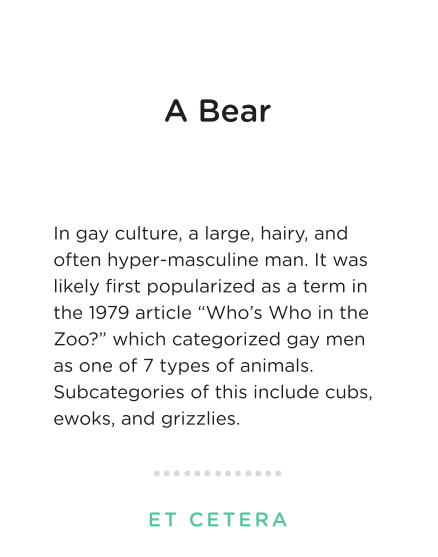 A Bear
In gay culture, a large, hairy, and
often hyper-masculine man. It was
likely first popularized as a term in
the 1979 article “Who’s Who in the
Zoo?” which categorized gay men
as one of 7 types of animals.
Subcategories of this include cubs,
ewoks, and grizzlies.
ET CETERA